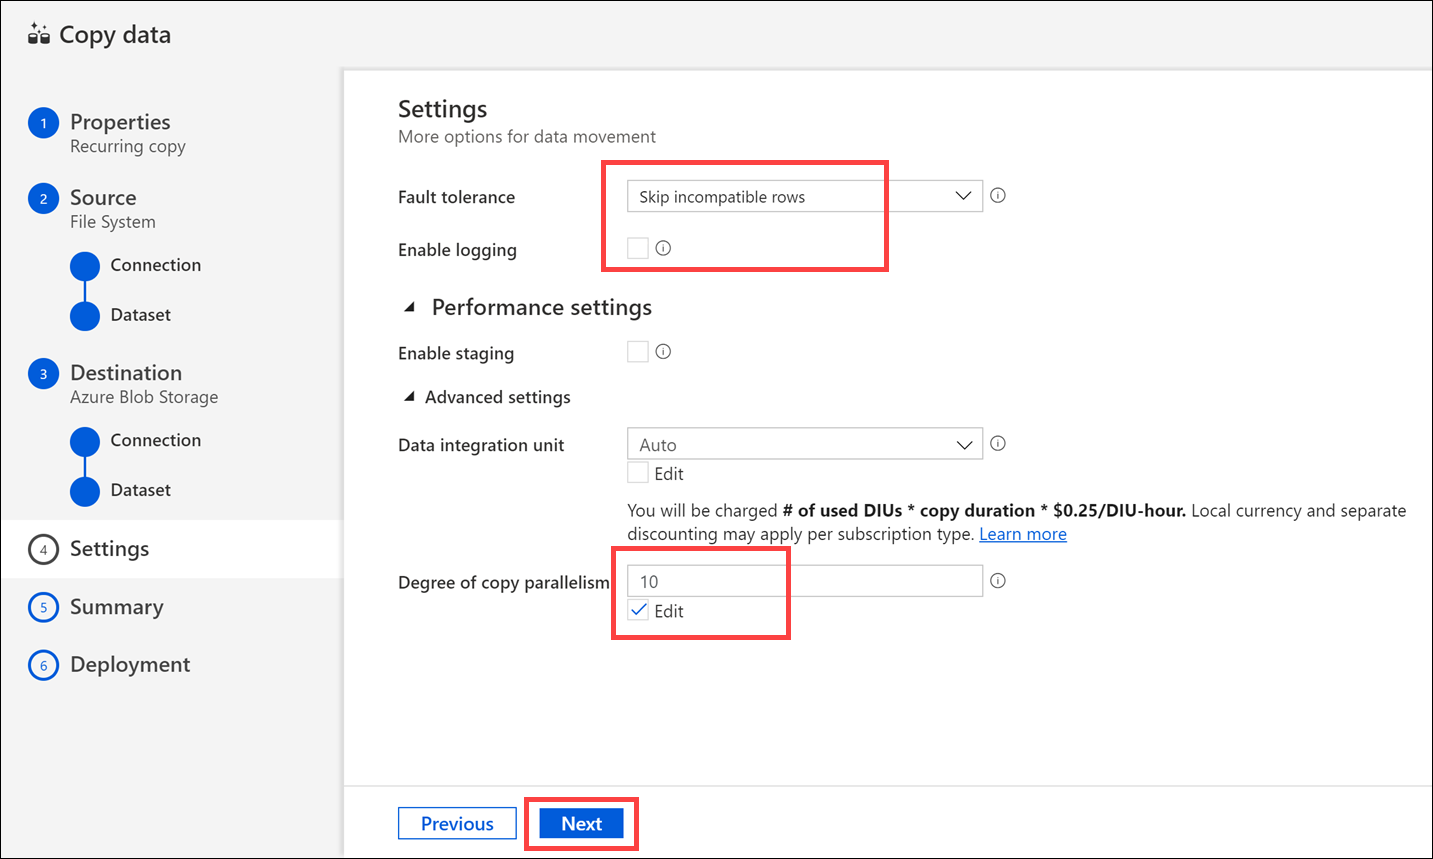 Copy data
1 Properties
Recurring copy
2 Source
File System
Connection
Dataset
3 Destination
Azure Blob Storage
Connection
Dataset
4 Settings
5 Summary
6 Deployment
Settings
More options for data movement
Fault tolerance Skip incompatible rows
Enable logging
Performance settings
Enable staging
Advanced settings
Data integration unit Auto
Edit
You will be charged # of used DIUs * copy duration * $0.25/DIU-hour. Local currency and separate
discounting may apply per subscription type. Learn more
Degree of copy parallelism 10
Edit
Previous Next